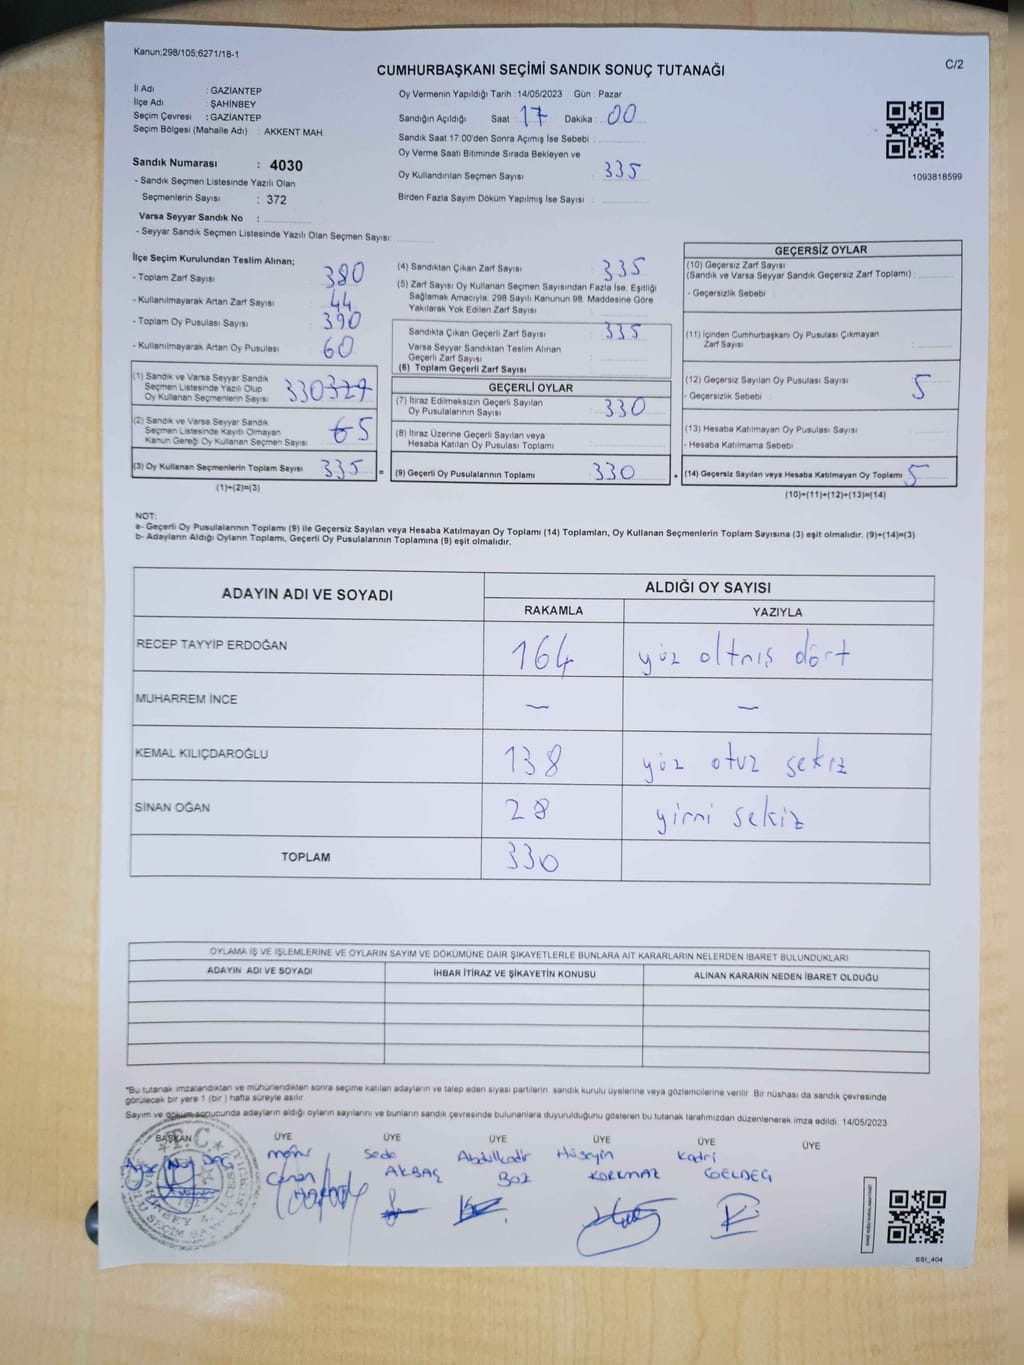 Kanun;298/105;6271/18-1
C/2
CUMHURBAŞKANI SEÇİMİ SANDIK SONUÇ TUTANAĞI
İl Adı : GAZİANTEP
İlçe Adı : ŞAHİNBEY
Seçim Çevresi : GAZİANTEP
Seçim Bölgesi (Mahalle Adı) : AKKENT MAH.
Sandık Numarası : 4030
- Sandık Seçmen Listesinde Yazılı Olan
Seçmenlerin Sayısı : 372
Varsa Seyyar Sandık No :
- Seyyar Sandık Seçmen Listesinde Yazılı Olan Seçmen Sayısı:
Oy Vermenin Yapıldığı Tarih : 14/05/2023 Gün : Pazar
Sandığın Açıldığı Saat : 17 Dakika : 00
Sandık Saat 17.00'den Sonra Açımış İse Sebebi :
Oy Verme Saati Bitiminde Sırada Bekleyen ve
Oy Kullandırılan Seçmen Sayısı : 335
Birden Fazla Sayım Döküm Yapılmış İse Sayısı :
1093818599
İlçe Seçim Kurulundan Teslim Alınan;
- Toplam Zarf Sayısı 380
- Kullanılmayarak Artan Zarf Sayısı 44
- Toplam Oy Pusulası Sayısı 390
- Kullanılmayarak Artan Oy Pusulası 60
(1) Sandık ve Varsa Seyyar Sandık
Seçmen Listesinde Yazılı Olup
Oy Kullanan Seçmenlerin Sayısı 330 329
(2) Sandık ve Varsa Seyyar Sandık
Seçmen Listesinde Kayıtlı Olmayan
Kanun Gereği Oy Kullanan Seçmen Sayısı 6 5
(3) Oy Kullanan Seçmenlerin Toplam Sayısı 335 =
(1)+(2)=(3)
(4) Sandıktan Çıkan Zarf Sayısı : 335
(5) Zarf Sayısı Oy Kullanan Seçmen Sayısından Fazla İse, Eşitliği
Sağlamak Amacıyla, 298 Sayılı Kanunun 98. Maddesine Göre
Yakılarak Yok Edilen Zarf Sayısı :
Sandıkta Çıkan Geçerli Zarf Sayısı : 335
Varsa Seyyar Sandıktan Teslim Alınan
Geçerli Zarf Sayısı :
(6) Toplam Geçerli Zarf Sayısı :
GEÇERLİ OYLAR
(7) İtiraz Edilmeksizin Geçerli Sayılan
Oy Pusulalarının Sayısı : 330
(8) İtiraz Üzerine Geçerli Sayılan veya
Hesaba Katılan Oy Pusulası Toplamı :
(9) Geçerli Oy Pusulalarının Toplamı 330 +
GEÇERSİZ OYLAR
(10) Geçersiz Zarf Sayısı
(Sandık ve Varsa Seyyar Sandık Geçersiz Zarf Toplamı) :
- Geçersizlik Sebebi :
(11) İçinden Cumhurbaşkanı Oy Pusulası Çıkmayan
Zarf Sayısı :
(12) Geçersiz Sayılan Oy Pusulası Sayısı : 5
- Geçersizlik Sebebi :
(13) Hesaba Katılmayan Oy Pusulası Sayısı :
- Hesaba Katılmama Sebebi :
(14) Geçersiz Sayılan veya Hesaba Katılmayan Oy Toplamı 5
(10)+(11)+(12)+(13)=(14)
NOT:
a- Geçerli Oy Pusulalarının Toplamı (9) ile Geçersiz Sayılan veya Hesaba Katılmayan Oy Toplamı (14) Toplamları, Oy Kullanan Seçmenlerin Toplam Sayısına (3) eşit olmalıdır. (9)+(14)=(3)
b- Adayların Aldığı Oyların Toplamı, Geçerli Oy Pusulalarının Toplamına (9) eşit olmalıdır.
ADAYIN ADI VE SOYADI
ALDIĞI OY SAYISI
RAKAMLA YAZIYLA
RECEP TAYYİP ERDOĞAN 164 yüz altmış dört
MUHARREM İNCE — —
KEMAL KILIÇDAROĞLU 138 yüz otuz sekiz
SİNAN OĞAN 28 yirmi sekiz
TOPLAM 330
OYLAMA İŞ VE İŞLEMLERİNE VE OYLARIN SAYIM VE DÖKÜMÜNE DAİR ŞİKAYETLERLE BUNLARA AİT KARARLARIN NELERDEN İBARET BULUNDUKLARI
ADAYIN ADI VE SOYADI İHBAR İTİRAZ VE ŞİKAYETİN KONUSU ALINAN KARARIN NEDEN İBARET OLDUĞU
*Bu tutanak imzalandıktan ve mühürlendikten sonra seçime katılan adayların ve talep eden siyasi partilerin sandık kurulu üyelerine veya gözlemcilerine verilir. Bir nüshası da sandık çevresinde
görülecek bir yere 1 (bir ) hafta süreyle asılır.
Sayım ve döküm sonucunda adayların aldığı oyların sayılarını ve bunların sandık çevresinde bulunanlara duyurulduğunu gösteren bu tutanak tarafımızdan düzenlenerek imza edildi. 14/05/2023
BAŞKAN ÜYE ÜYE ÜYE ÜYE ÜYE ÜYE
Seda Abdulkadir Hüseyin Kadri
AKBAŞ BOZ KORKMAZ GELDEÇ
T.C.
SSİ_404